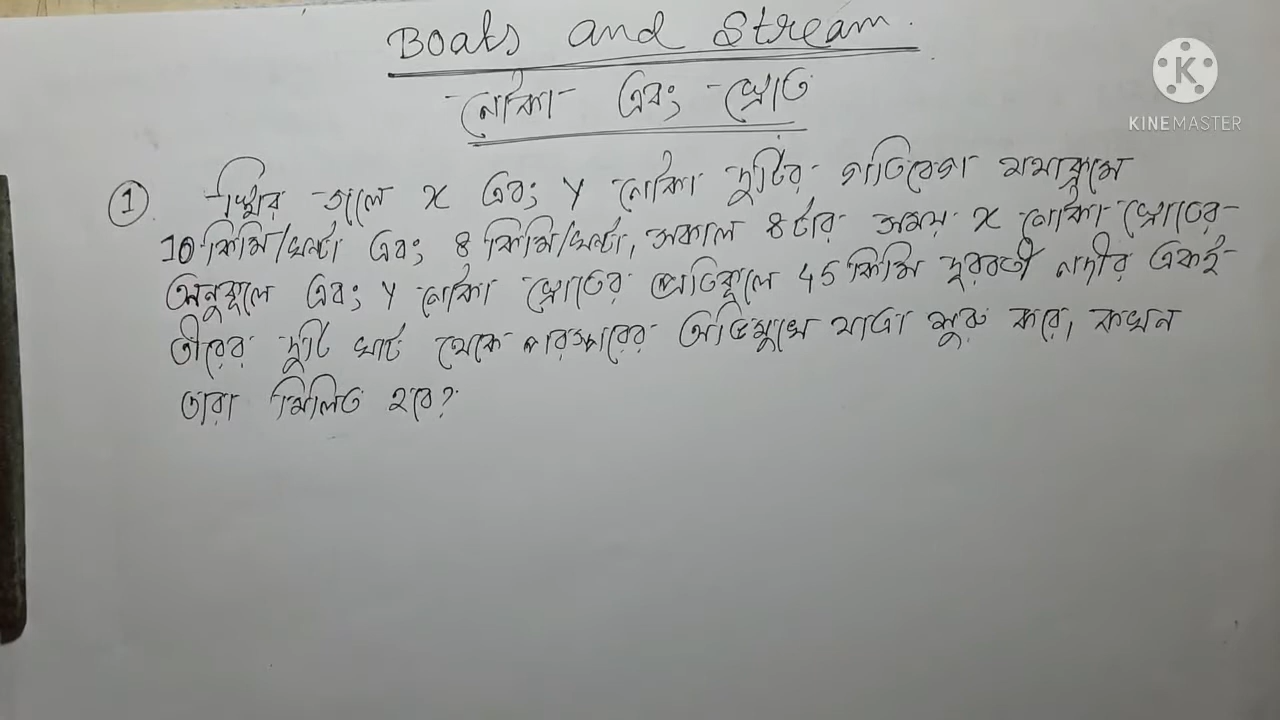 Boats and Stream.
নৌকা এবং স্রোত
K
KINEMASTER
① স্থির জলে x এবং y নৌকা দুটির গতিবেগ যথাক্রমে
10 কিমি/ঘন্টা এবং 8 কিমি/ঘন্টা, সকাল 8 টার সময় x নৌকা স্রোতের
অনুকূলে এবং y নৌকা স্রোতের প্রতিকূলে 45 কিমি দূরবর্তী নদীর একই
তীরের দুটি ঘাট থেকে পরস্পরের অভিমুখে যাত্রা শুরু করে, কখন
তারা মিলিত হবে?